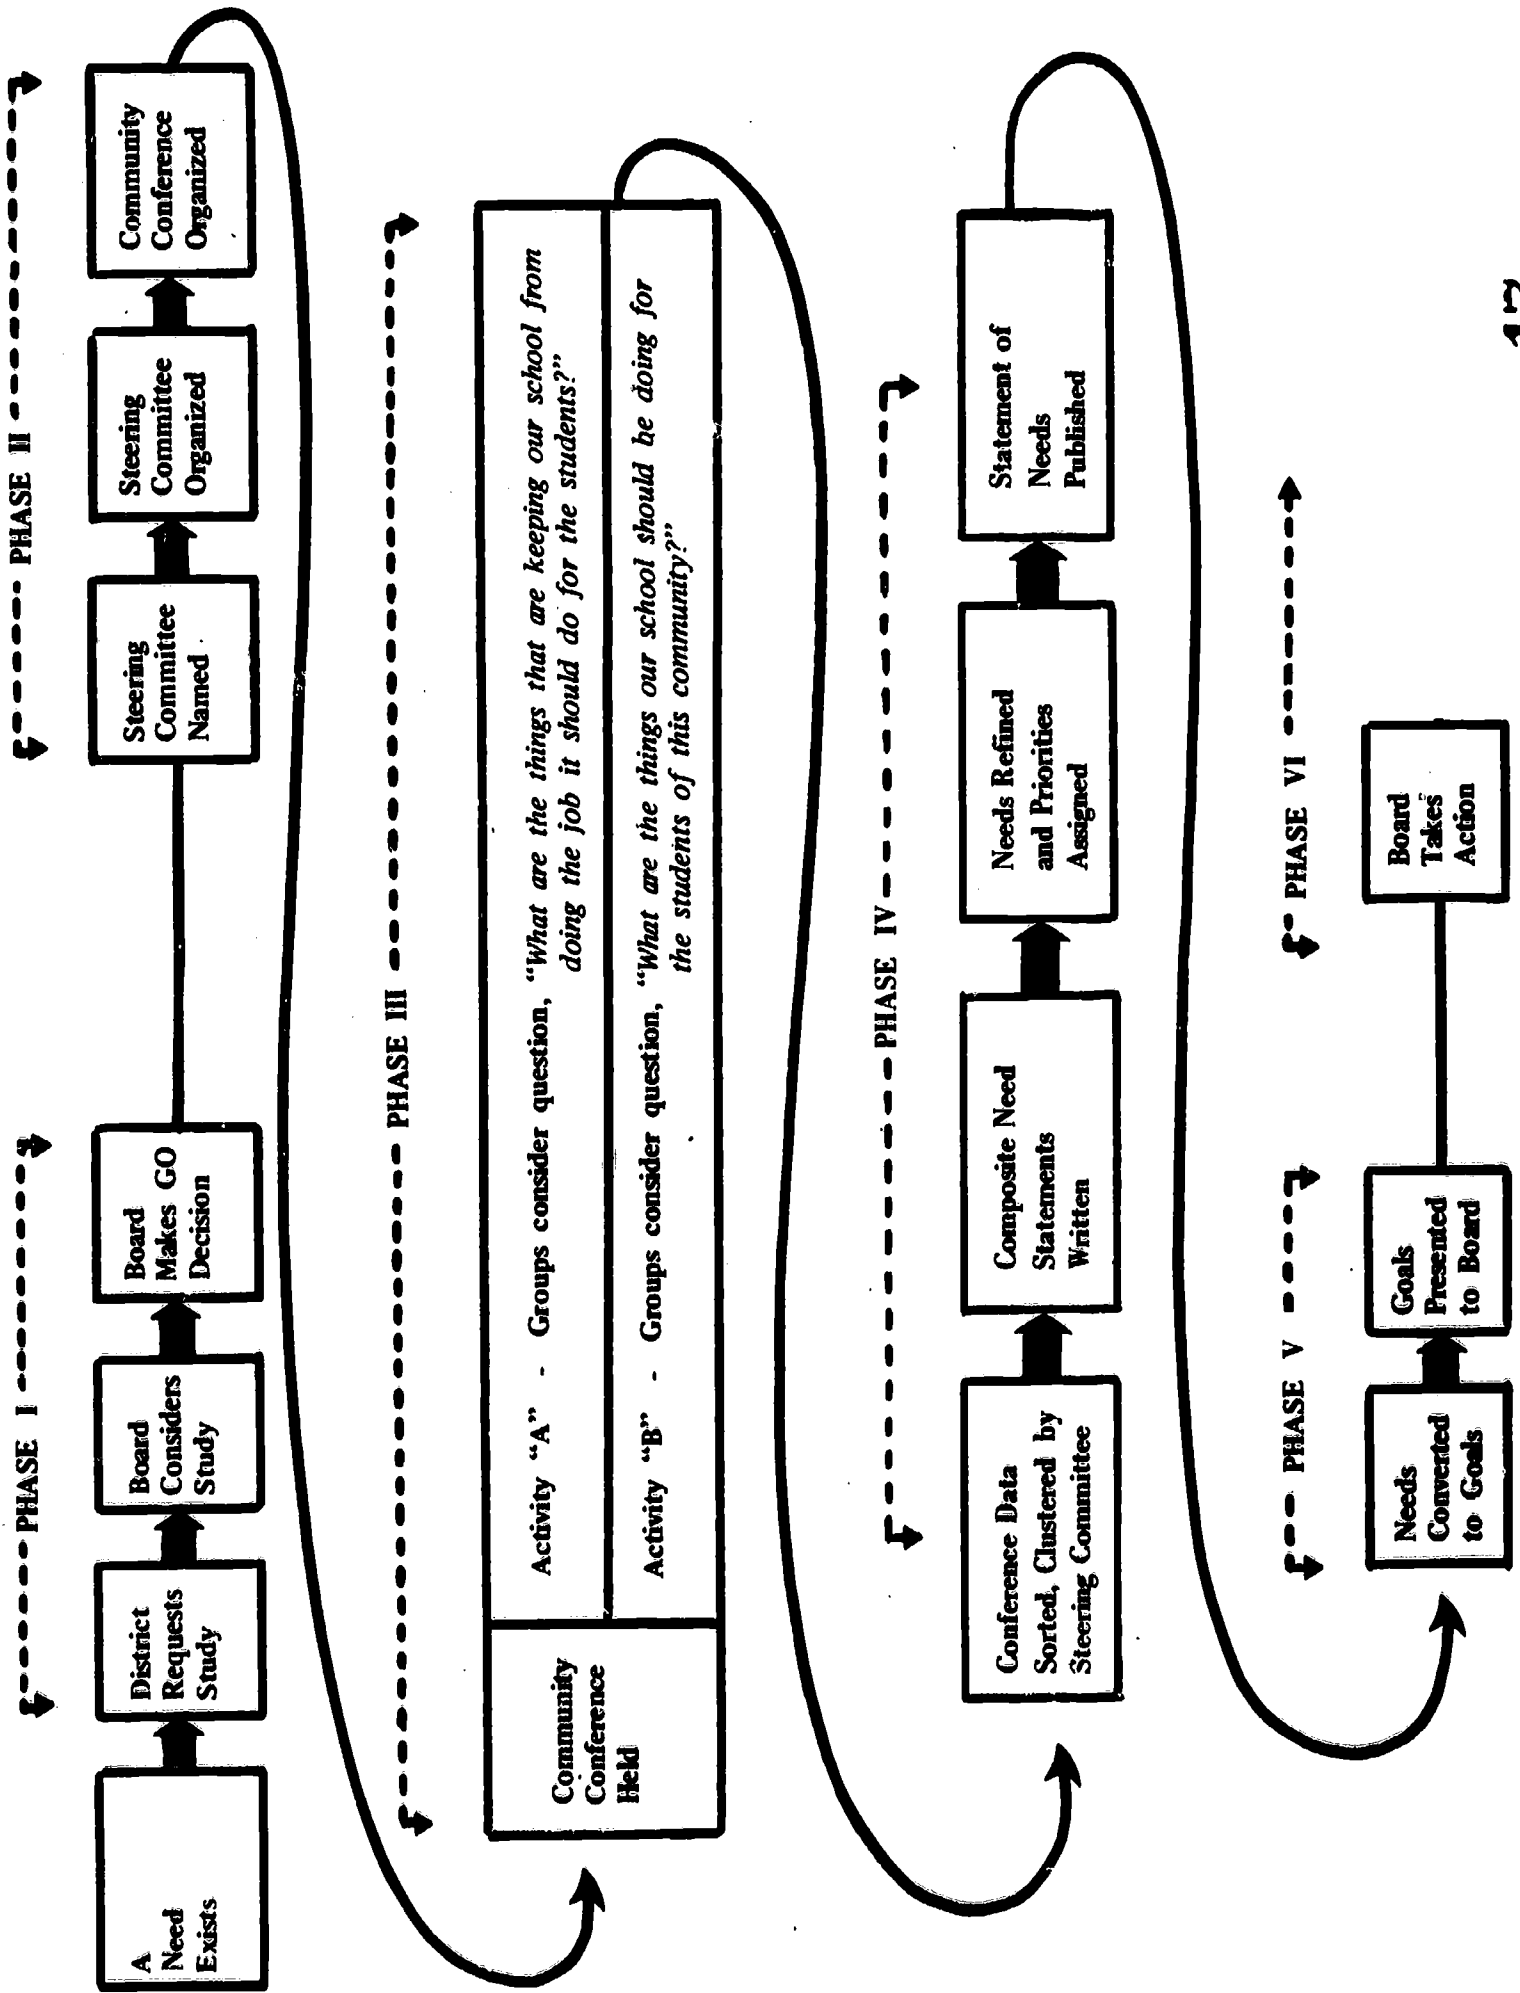 PHASE I
PHASE II
A
Need
Exists
District
Requests
Study
Board
Considers
Study
Board
Makes GO
Decision
Steering
Committee
Named
Steering
Committee
Organized
Community
Conference
Organized
PHASE III
Community
Conference
Held
Activity “A” - Groups consider question, “What are the things that are keeping our school from
doing the job it should do for the students?”
Activity “B” - Groups consider question, “What are the things our school should be doing for
the students of this community?”
PHASE IV
Conference Data
Sorted, Clustered by
Steering Committee
Composite Need
Statements
Written
Needs Refined
and Priorities
Assigned
Statement of
Needs
Published
PHASE V
PHASE VI
Needs
Converted
to Goals
Goals
Presented
to Board
Board
Takes
Action